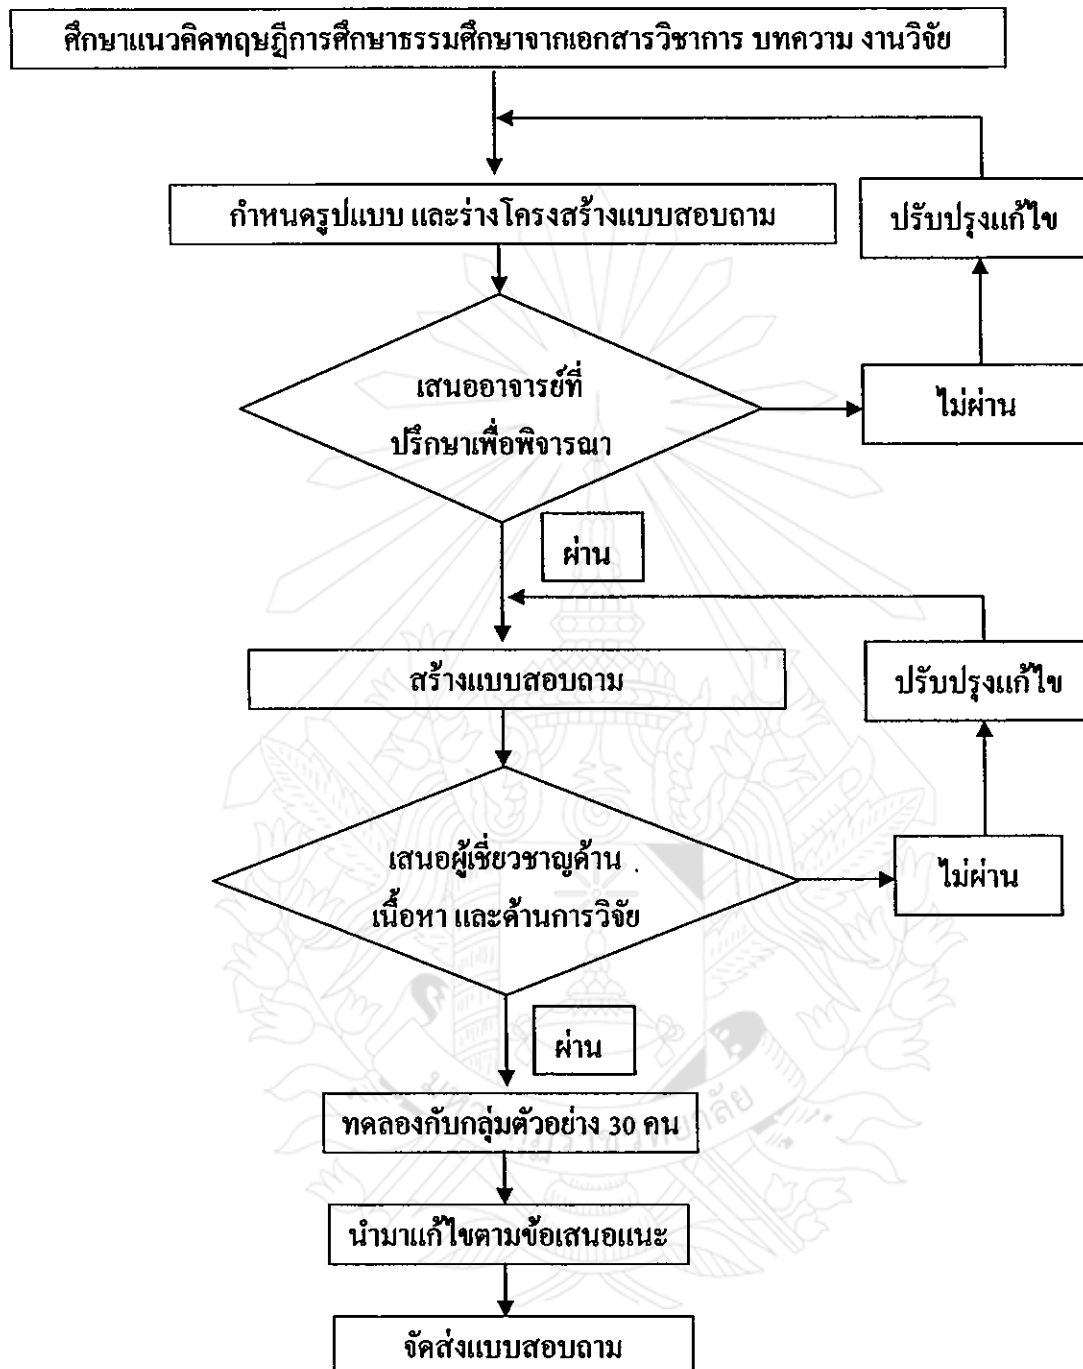 ศึกษาแนวคิดทฤษฎีการศึกษาธรรมศึกษาจากเอกสารวิชาการ บทความ งานวิจัย
กำหนดรูปแบบ และร่างโครงสร้างแบบสอบถาม
ปรับปรุงแก้ไข
เสนออาจารย์ที่
ปรึกษาเพื่อพิจารณา
ไม่ผ่าน
ผ่าน
สร้างแบบสอบถาม
ปรับปรุงแก้ไข
เสนอผู้เชี่ยวชาญด้าน
เนื้อหา และด้านการวิจัย
ไม่ผ่าน
ผ่าน
ทดลองกับกลุ่มตัวอย่าง 30 คน
นำมาแก้ไขตามข้อเสนอแนะ
จัดส่งแบบสอบถาม